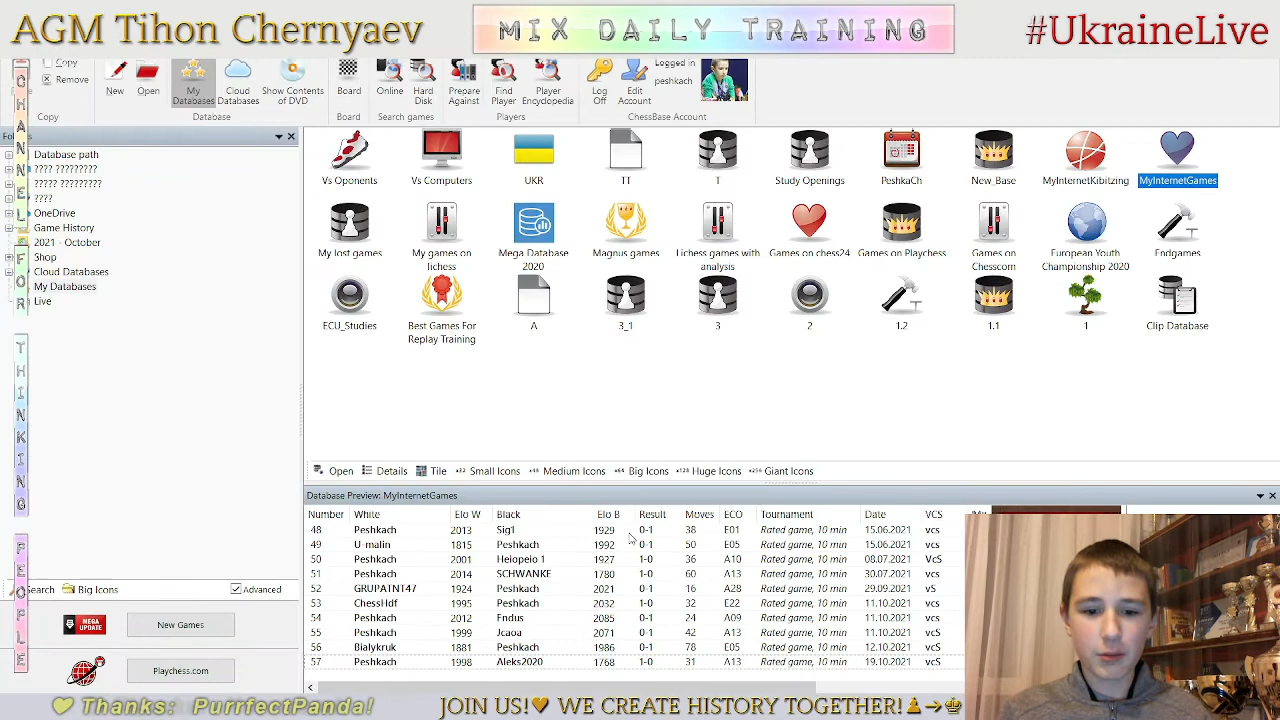 AGM Tihon Chernyaev
MIX DAILY TRAINING
#UkraineLive
CHANNEL FOR THINKING PEOPLE
Copy
Remove
Copy
New
Open
My Databases
Cloud Databases
Show Contents of DVD
Database
Board
Board
Online
Hard Disk
Search games
Prepare Against
Find Player
Player Encyclopedia
Players
Log Off
Edit Account
Logged in
peshkach
ChessBase Account
Database path
???? ?????????
????? ?????????
????
OneDrive
Game History
2021 - October
Shop
Cloud Databases
My Databases
Live
Vs Oponents
Vs Computer
UKR
TT
T
Study Openings
PeshkaCh
New_Base
MyInternetKibitzing
MyInternetGames
My lost games
My games on lichess
Mega Database 2020
Magnus games
Lichess games with analysis
Games on chess24
Games on Playchess
Games on Chesscom
European Youth Championship 2020
Endgames
ECU_Studies
Best Games For Replay Training
A
3_1
3
2
1.2
1.1
1
Clip Database
Open Details Tile Small Icons Medium Icons Big Icons Huge Icons Giant Icons
Database Preview: MyInternetGames
Number White Elo W Black Elo B Result Moves ECO Tournament Date VCS
48 Peshkach 2013 Sig1 1929 0-1 38 E01 Rated game, 10 min 15.06.2021 vcs
49 U-malin 1815 Peshkach 1992 0-1 50 E05 Rated game, 10 min 15.06.2021 vcs
50 Peshkach 2001 Heiopeio 1 1927 1-0 36 A10 Rated game, 10 min 08.07.2021 VcS
51 Peshkach 2014 SCHWANKE 1780 1-0 60 A13 Rated game, 10 min 30.07.2021 vcs
52 GRUPATNT47 1924 Peshkach 2021 0-1 16 A28 Rated game, 10 min 29.09.2021 vS
53 ChessHdf 1995 Peshkach 2032 1-0 32 E22 Rated game, 10 min 11.10.2021 vcs
54 Peshkach 2012 Endus 2085 0-1 24 A09 Rated game, 10 min 11.10.2021 vcS
55 Peshkach 1999 Jcaoa 2071 0-1 42 A13 Rated game, 10 min 11.10.2021 vcS
56 Bialykruk 1881 Peshkach 1986 0-1 78 E05 Rated game, 10 min 12.10.2021 vcS
57 Peshkach 1998 Aleks2020 1768 1-0 31 A13 Rated game, 10 min 19.10.2021 vcS
Search Big Icons Advanced
MEGA UPDATE
New Games
Playchess.com
Thanks: PurrfectPanda!
JOIN US!♥ WE CREATE HISTORY TOGETHER!♟→♚